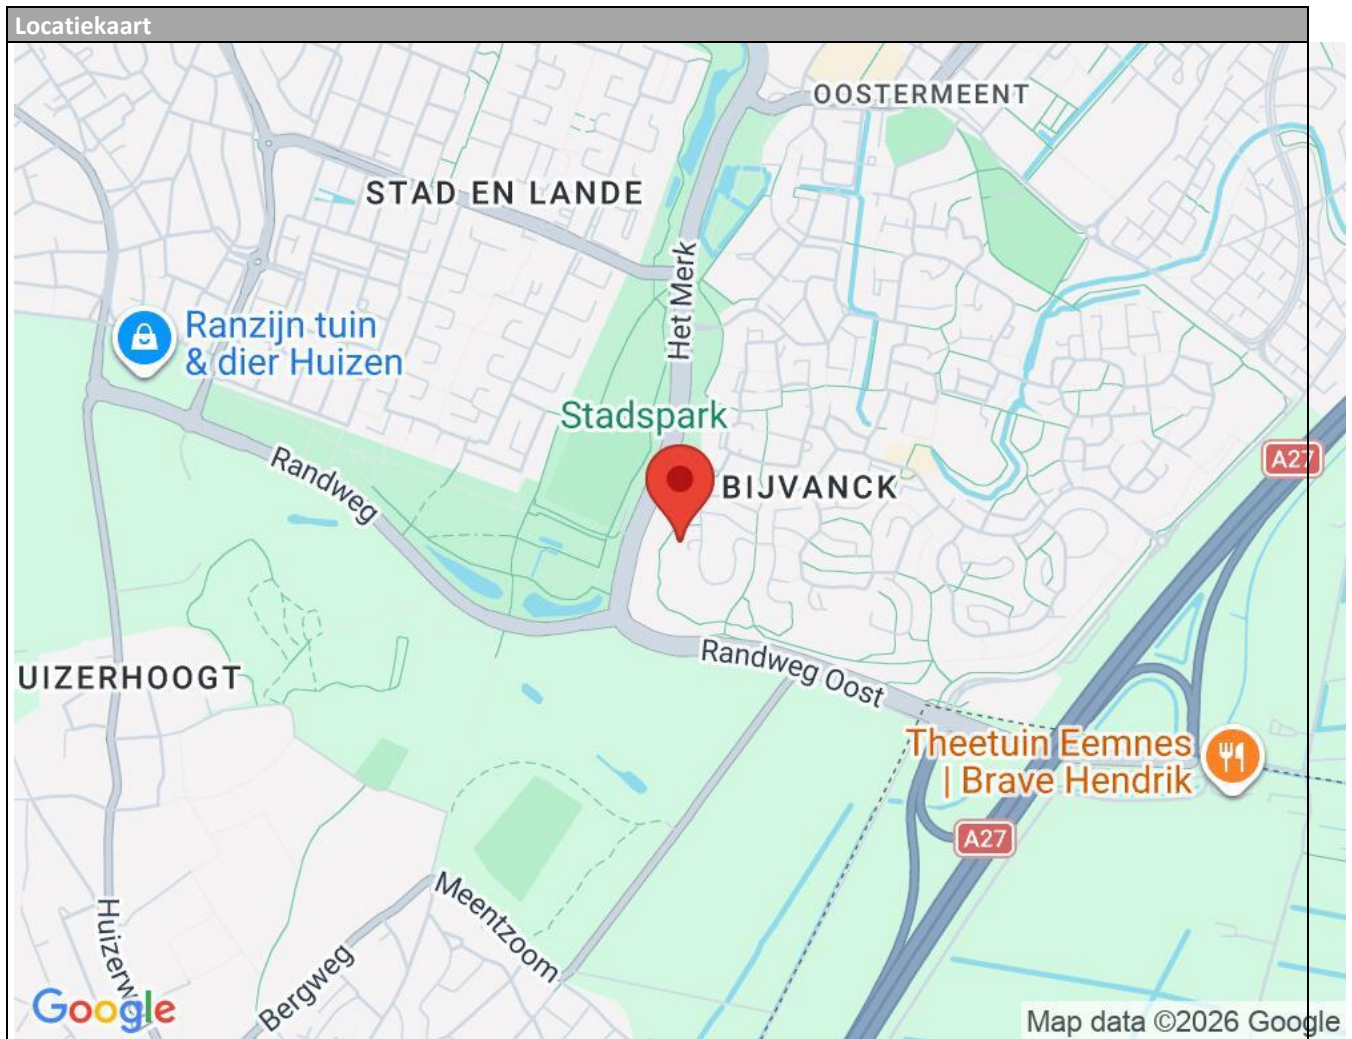 Locatiekaart
OOSTERMEENT
STAD EN LANDE
Het Merk
Ranzijn tuin
& dier Huizen
Stadspark
Randweg
BIJVANCK
A27
UIZERHOOGT
Randweg Oost
Theetuin Eemnes
| Brave Hendrik
A27
Meentzoom
Huizerw
Bergweg
Google
Map data ©2026 Google